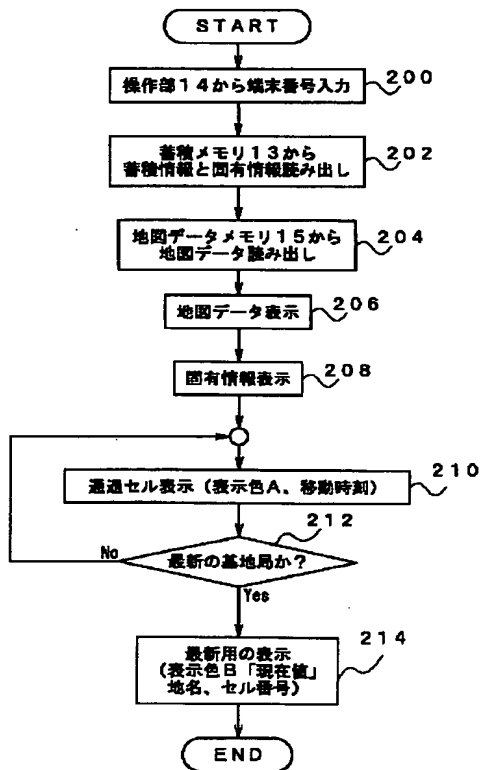 START
操作部14から端末番号入力
200
蓄積メモリ13から
蓄積情報と固有情報読み出し
202
地図データメモリ15から
地図データ読み出し
204
地図データ表示
206
固有情報表示
208
通過セル表示（表示色A、移動時刻）
210
212
最新の基地局か？
No
Yes
最新用の表示
（表示色B「現在値」
地名、セル番号）
214
END